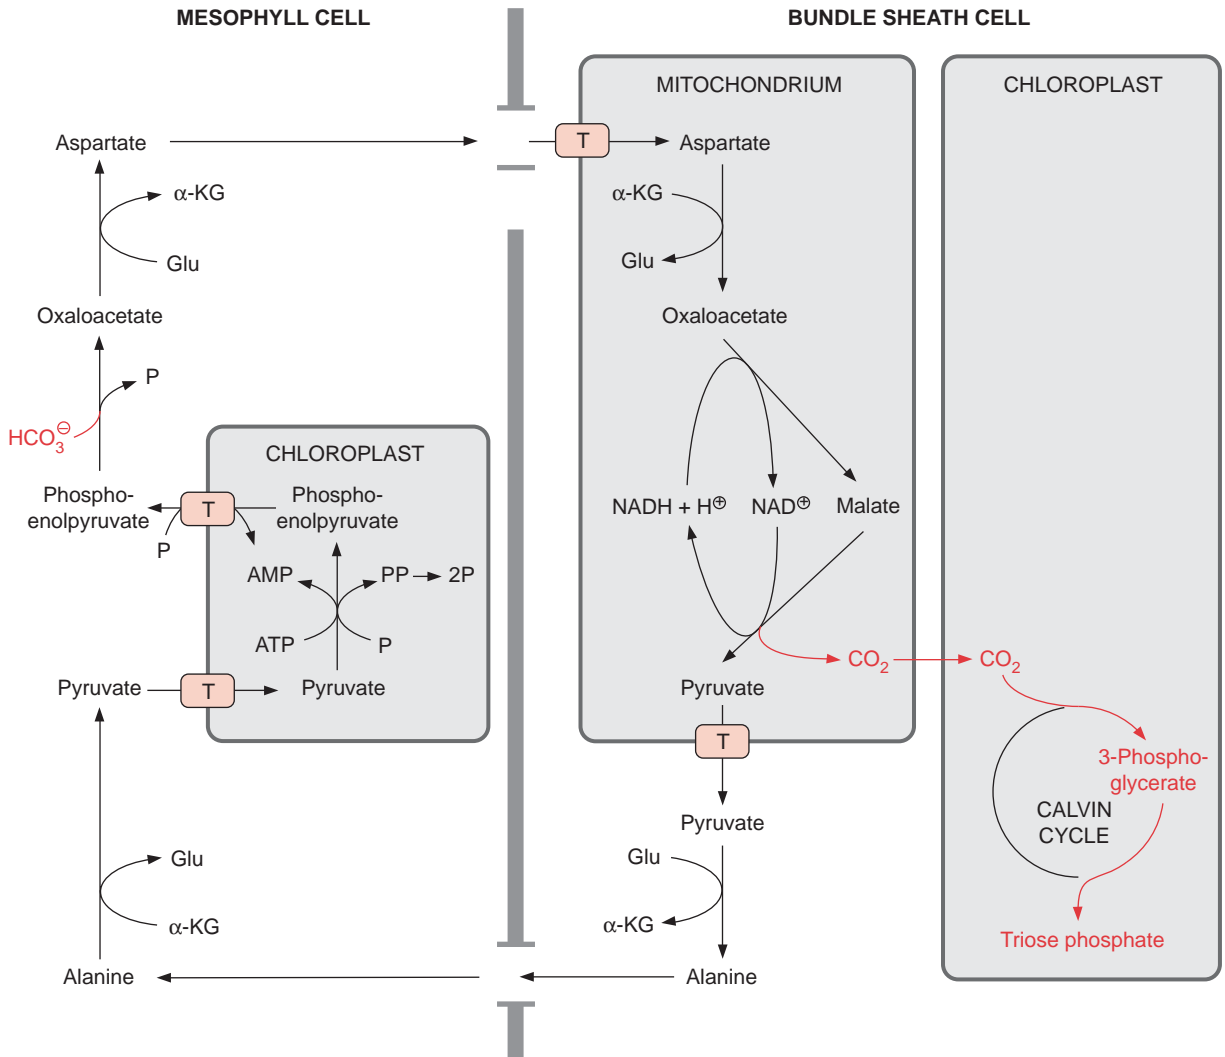 MESOPHYLL CELL
BUNDLE SHEATH CELL
MITOCHONDRIUM
CHLOROPLAST
Aspartate
T
Aspartate
α-KG
Glu
α-KG
Glu
Oxaloacetate
Oxaloacetate
P
HCO3⊖
CHLOROPLAST
Phospho-
enolpyruvate
T
P
Phospho-
enolpyruvate
AMP
PP
2P
ATP
P
Pyruvate
T
Pyruvate
NADH + H⊕
NAD⊕
Malate
CO2
CO2
Pyruvate
T
Pyruvate
3-Phospho-
glycerate
CALVIN
CYCLE
Triose phosphate
Glu
α-KG
Glu
α-KG
Alanine
Alanine